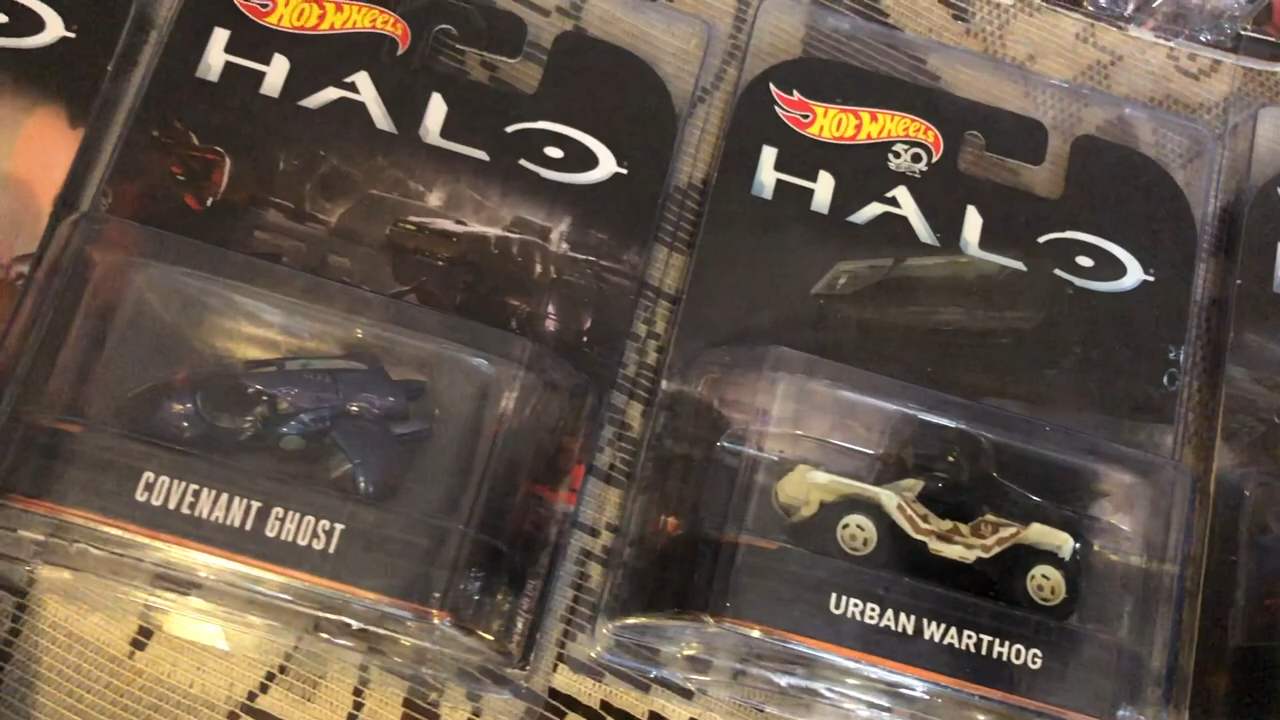 HOT WHEELS
HALO
COVENANT GHOST
HOT WHEELS
50
HALO
URBAN WARTHOG